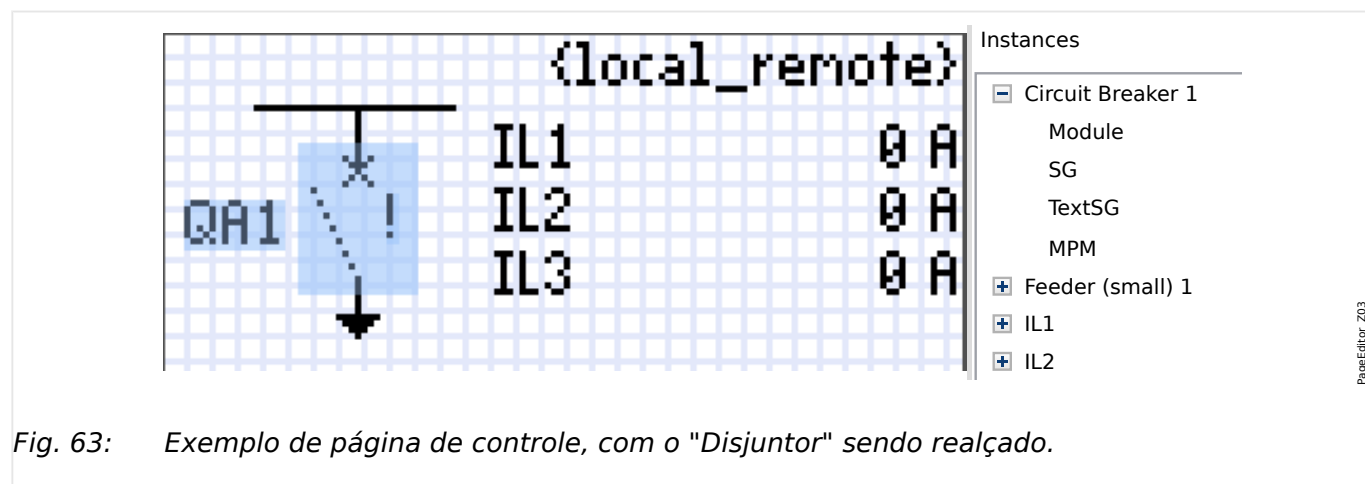 {local_remote}
QA1
!
IL1 0 A
IL2 0 A
IL3 0 A
Instances
Circuit Breaker 1
Module
SG
TextSG
MPM
Feeder (small) 1
IL1
IL2
PageEditor_Z03
Fig. 63: Exemplo de página de controle, com o "Disjuntor" sendo realçado.